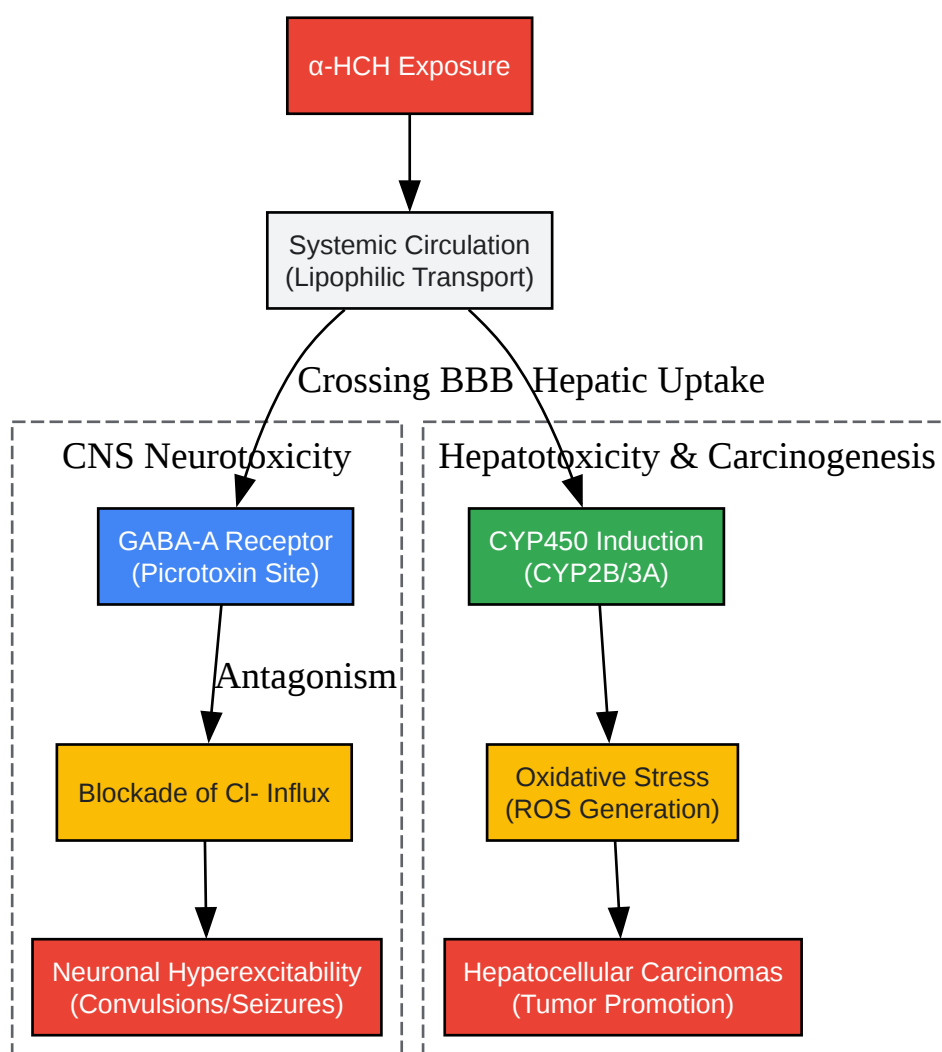 α-HCH Exposure
Systemic Circulation
(Lipophilic Transport)
Crossing BBB
Hepatic Uptake
CNS Neurotoxicity
Hepatotoxicity & Carcinogenesis
GABA-A Receptor
(Picrotoxin Site)
CYP450 Induction
(CYP2B/3A)
Antagonism
Blockade of Cl- Influx
Oxidative Stress
(ROS Generation)
Neuronal Hyperexcitability
(Convulsions/Seizures)
Hepatocellular Carcinomas
(Tumor Promotion)